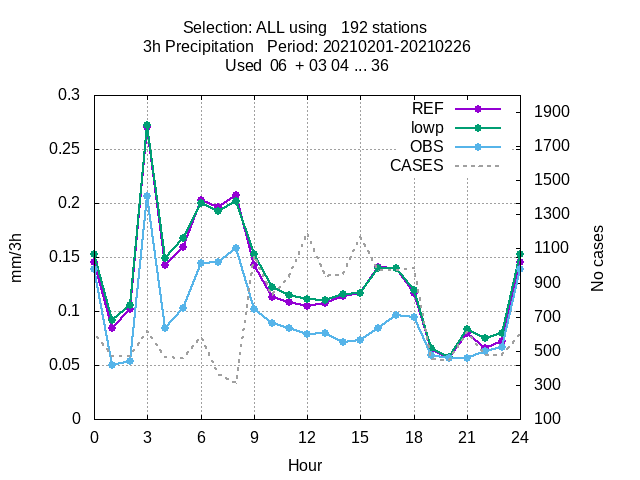 Selection: ALL using   192 stations
3h Precipitation   Period: 20210201-20210226
Used  06  + 03 04 ... 36
REF
lowp
OBS
CASES
mm/3h
0.3
0.25
0.2
0.15
0.1
0.05
0
1900
1700
1500
1300
1100
900
700
500
300
100
No cases
0 3 6 9 12 15 18 21 24
Hour